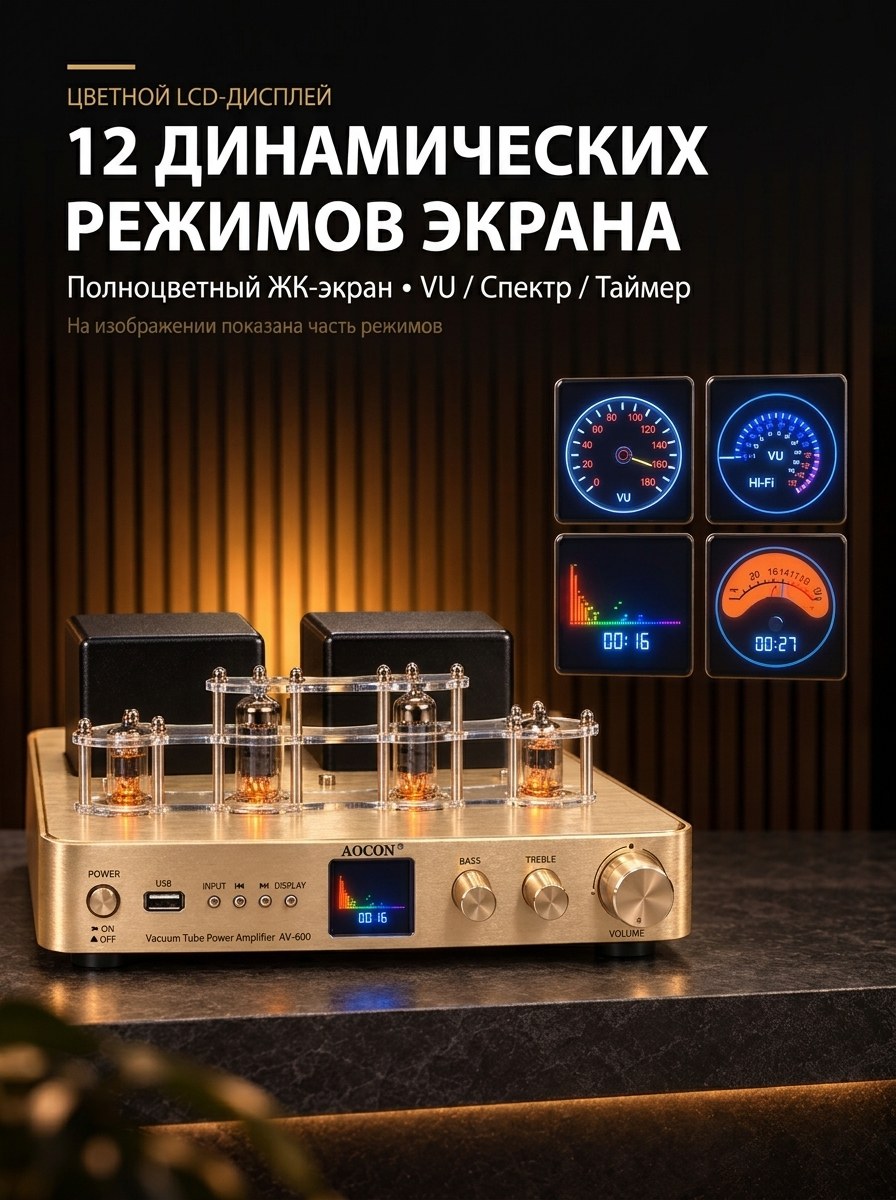 ЦВЕТНОЙ LCD-ДИСПЛЕЙ
12 ДИНАМИЧЕСКИХ
РЕЖИМОВ ЭКРАНА
Полноцветный ЖК-экран • VU / Спектр / Таймер
На изображении показана часть режимов
0 20 40 60 80 100 120 140 160 180
VU
VU
HI-Fi
00:16
20
00:27
AOCON
POWER
ON
OFF
USB
INPUT DISPLAY
Vacuum Tube Power Amplifier AV-600
00 16
BASS
TREBLE
VOLUME